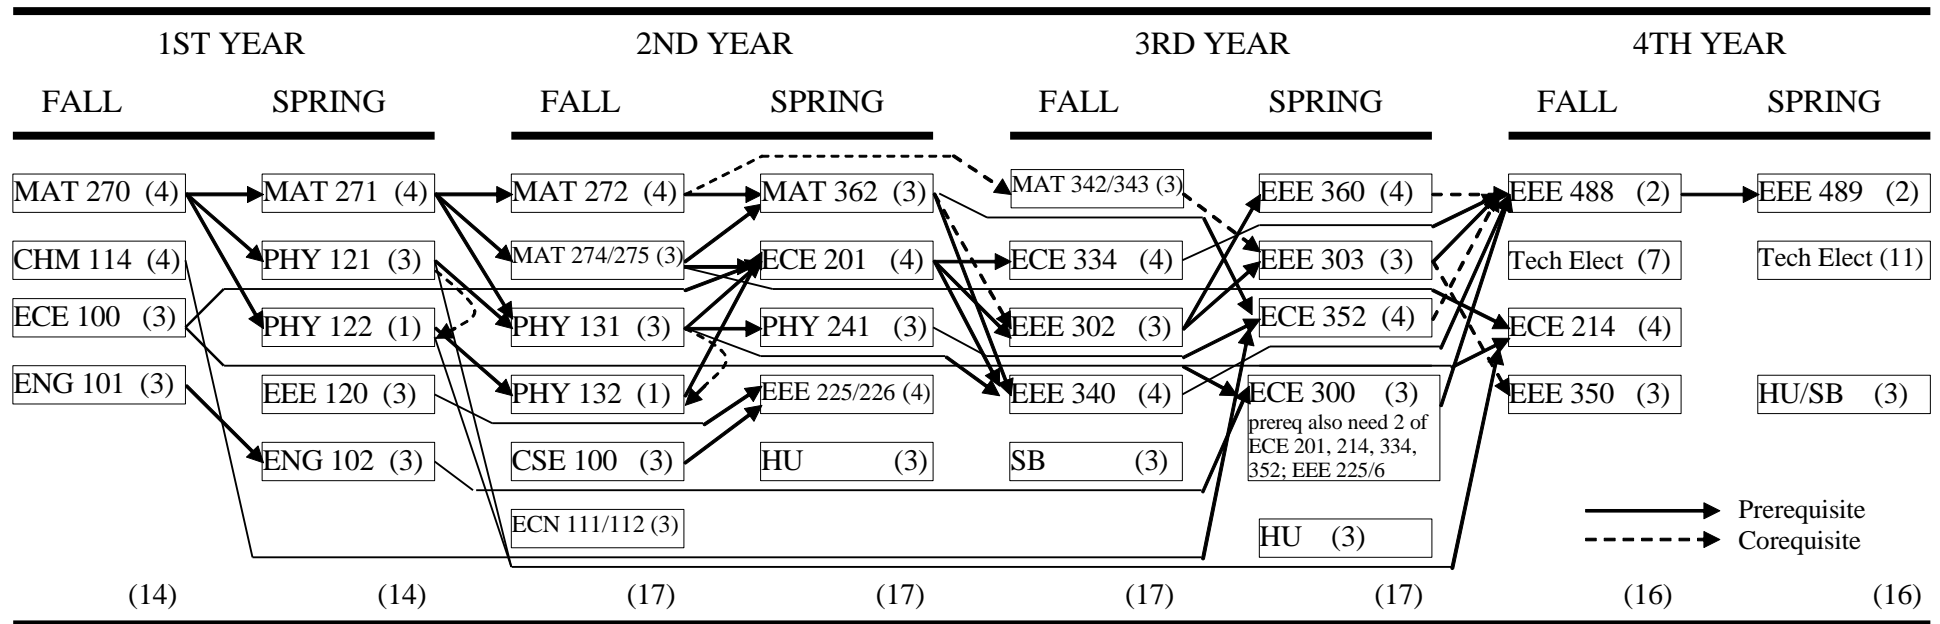 1ST YEAR 2ND YEAR 3RD YEAR 4TH YEAR
FALL SPRING FALL SPRING FALL SPRING FALL SPRING
MAT 270 (4) MAT 271 (4) MAT 272 (4) MAT 362 (3) MAT 342/343 (3) EEE 360 (4) EEE 488 (2) EEE 489 (2)
CHM 114 (4) PHY 121 (3) MAT 274/275 (3) ECE 201 (4) ECE 334 (4) EEE 303 (3) Tech Elect (7) Tech Elect (11)
ECE 100 (3) PHY 122 (1) PHY 131 (3) PHY 241 (3) EEE 302 (3) ECE 352 (4) ECE 214 (4)
ENG 101 (3) EEE 120 (3) PHY 132 (1) EEE 225/226 (4) EEE 340 (4) ECE 300 (3) EEE 350 (3) HU/SB (3)
prereq also need 2 of
ECE 201, 214, 334,
352; EEE 225/6
ENG 102 (3) CSE 100 (3) HU (3) SB (3)
ECN 111/112 (3) HU (3)
Prerequisite
Corequisite
(14) (14) (17) (17) (17) (17) (16) (16)